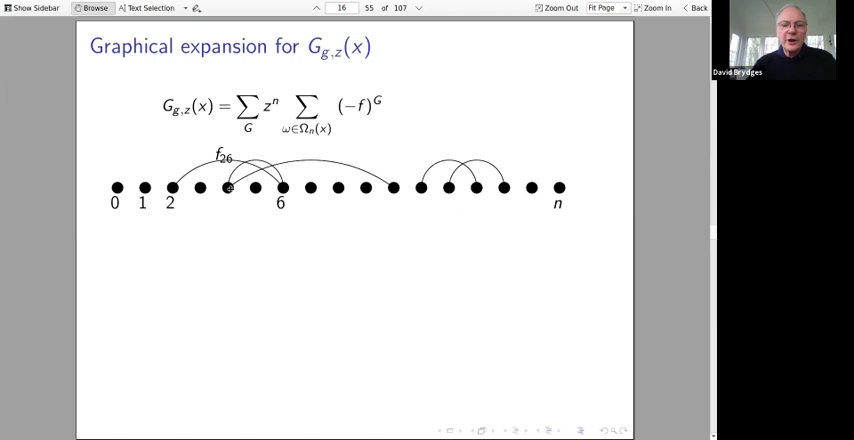 Show Sidebar Browse Text Selection 16 55 of 107 Zoom Out Fit Page Zoom In Back
David Brydges
Graphical expansion for G_{g,z}(x)
G_{g,z}(x) = ∑_G z^n ∑_{ω∈Ω_n(x)} (−f)^G
f_{26}
0 1 2 6 n